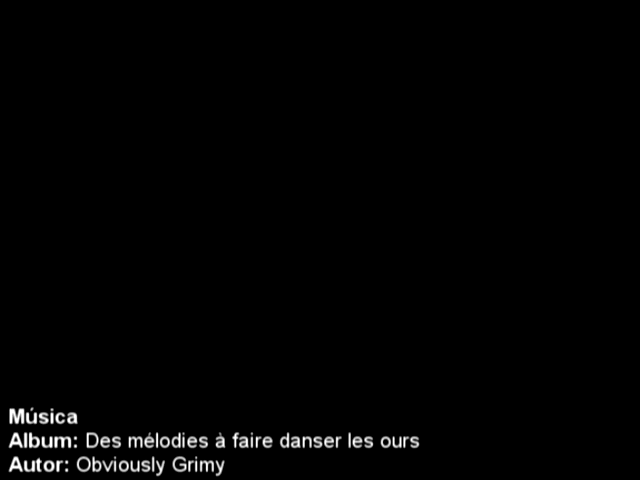 Música
Album: Des mélodies à faire danser les ours
Autor: Obviously Grimy